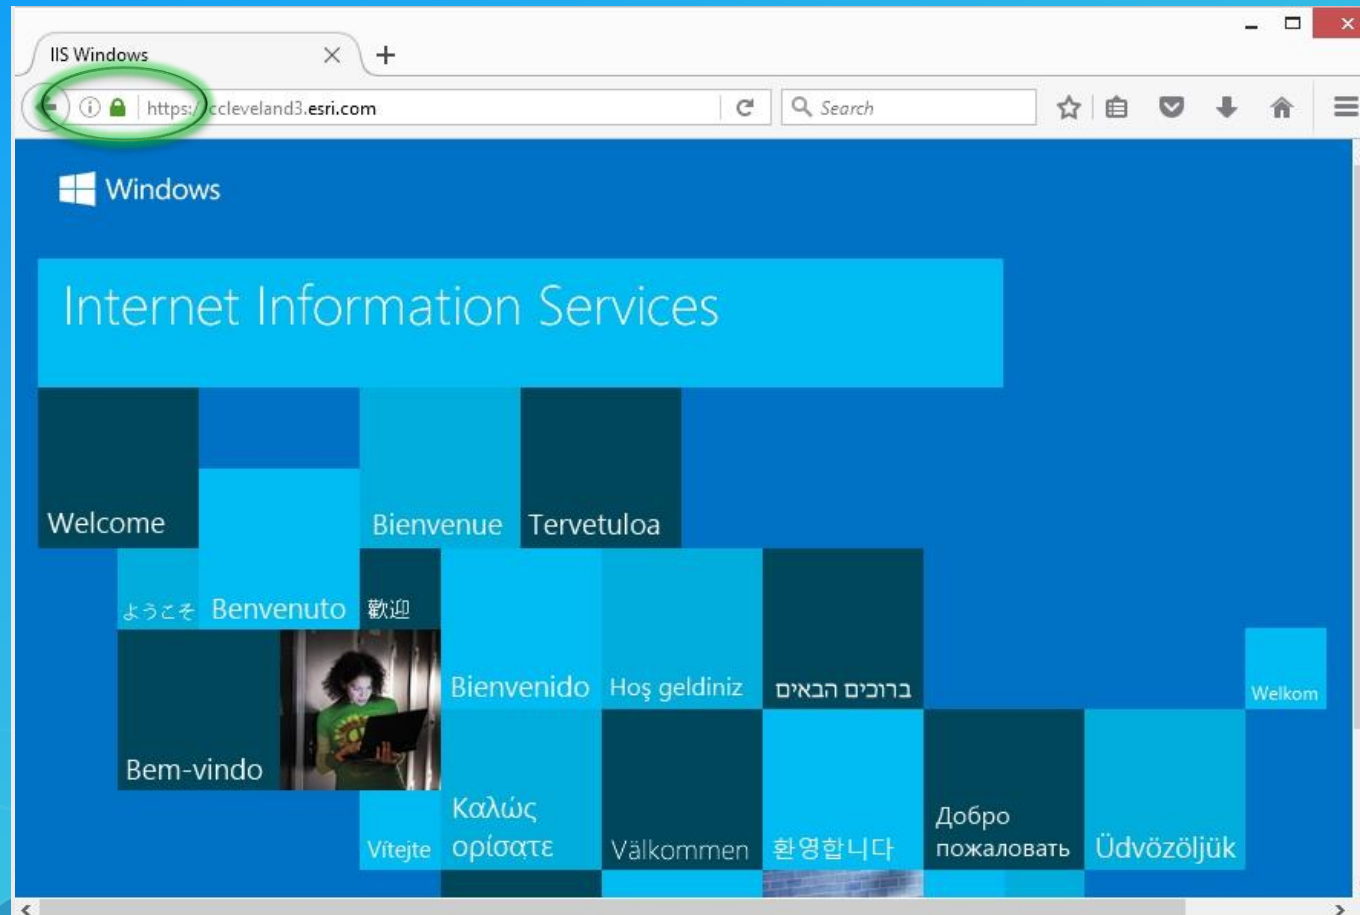 IIS Windows
https://ccleveland3.esri.com
Search
Windows
Internet Information Services
Welcome
Bienvenue
Tervetuloa
ようこそ
Benvenuto
歡迎
Bienvenido
Hoş geldiniz
ברוכים הבאים
Welkom
Bem-vindo
Vítejte
Καλώς
ορίσατε
Välkommen
환영합니다
Добро
пожаловать
Üdvözöljük